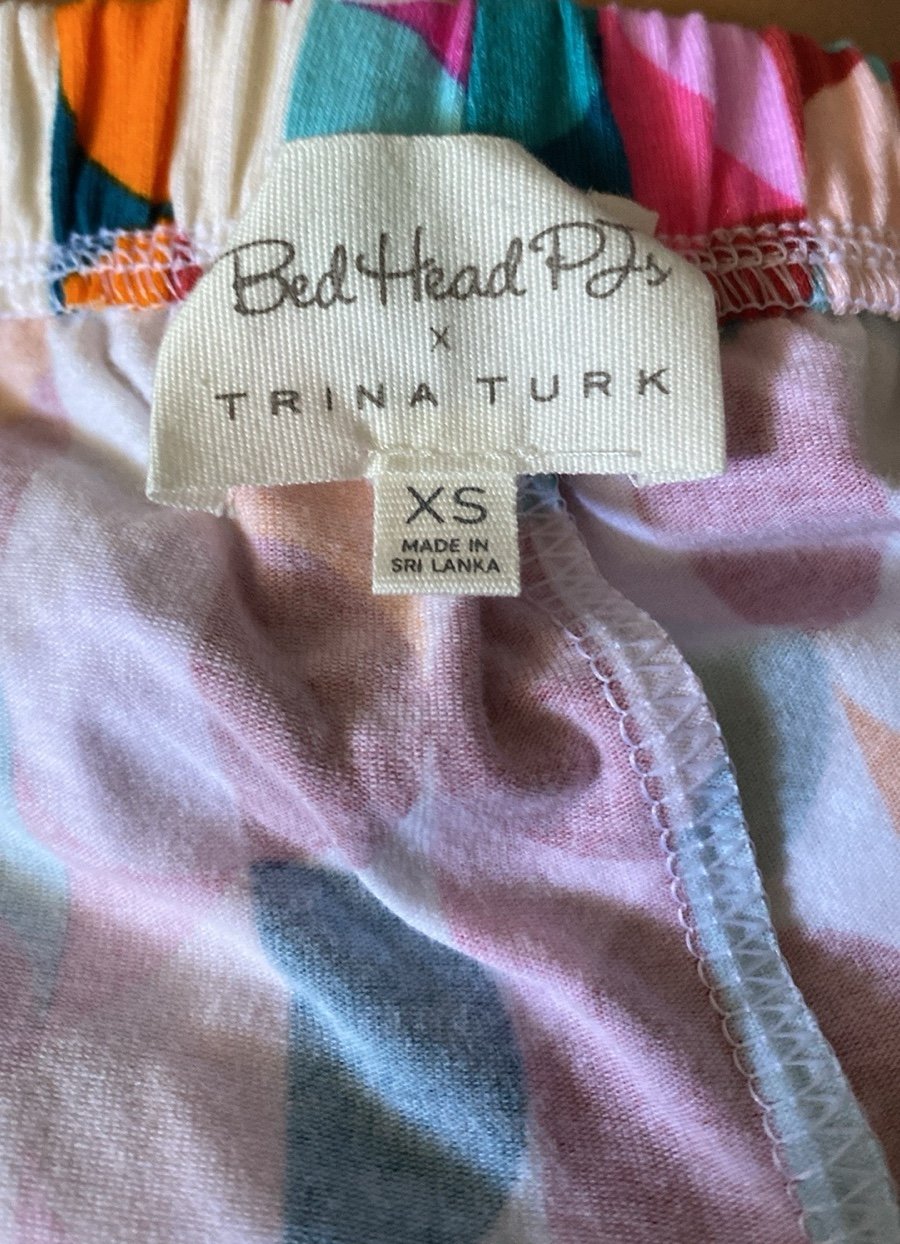 Bed Head PJs
x
TRINA TURK
XS
MADE IN
SRI LANKA